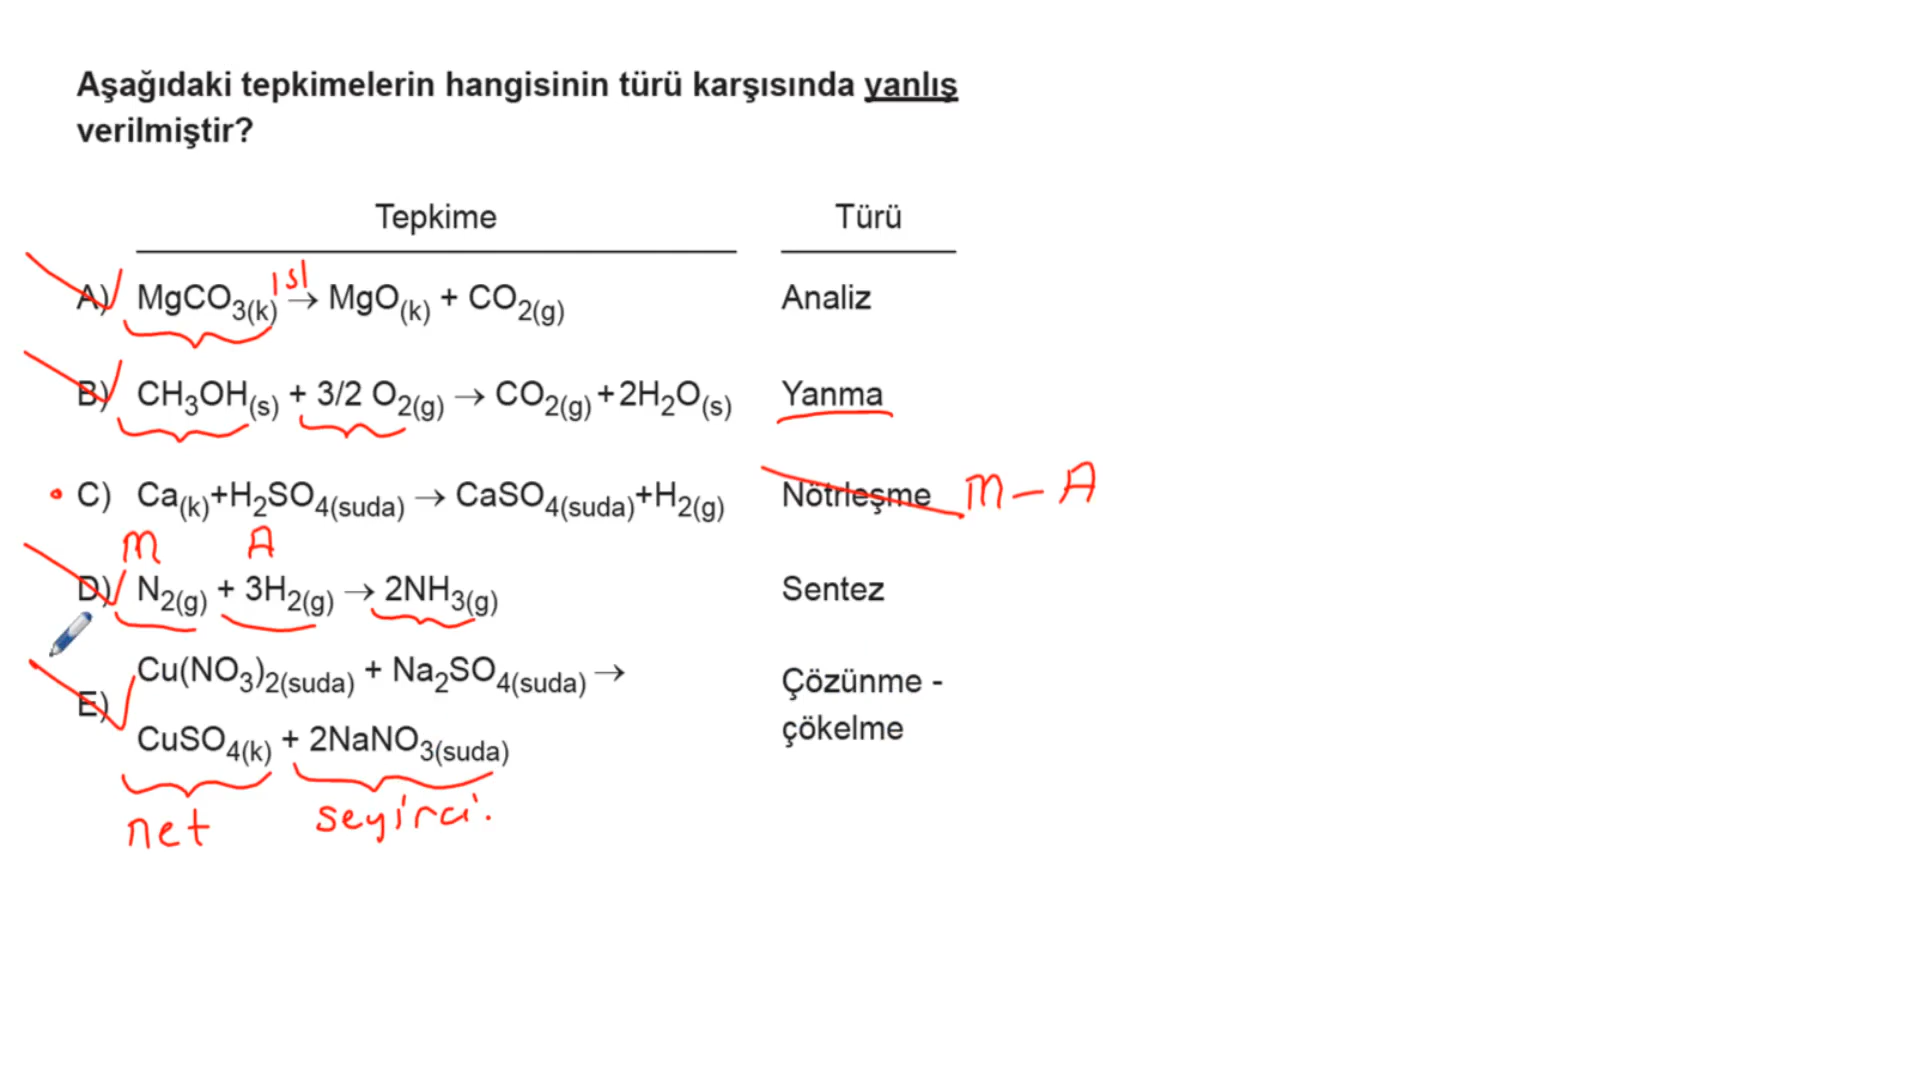 Aşağıdaki tepkimelerin hangisinin türü karşısında yanlış
verilmiştir?
Tepkime Türü
A) MgCO3(k) ısı → MgO(k) + CO2(g) Analiz
B) CH3OH(s) + 3/2 O2(g) → CO2(g) + 2H2O(s) Yanma
C) Ca(k)+H2SO4(suda) → CaSO4(suda)+H2(g) Nötrleşme m - A
m A
D) N2(g) + 3H2(g) → 2NH3(g) Sentez
Cu(NO3)2(suda) + Na2SO4(suda) → Çözünme -
E)
CuSO4(k) + 2NaNO3(suda) çökelme
net seyirci